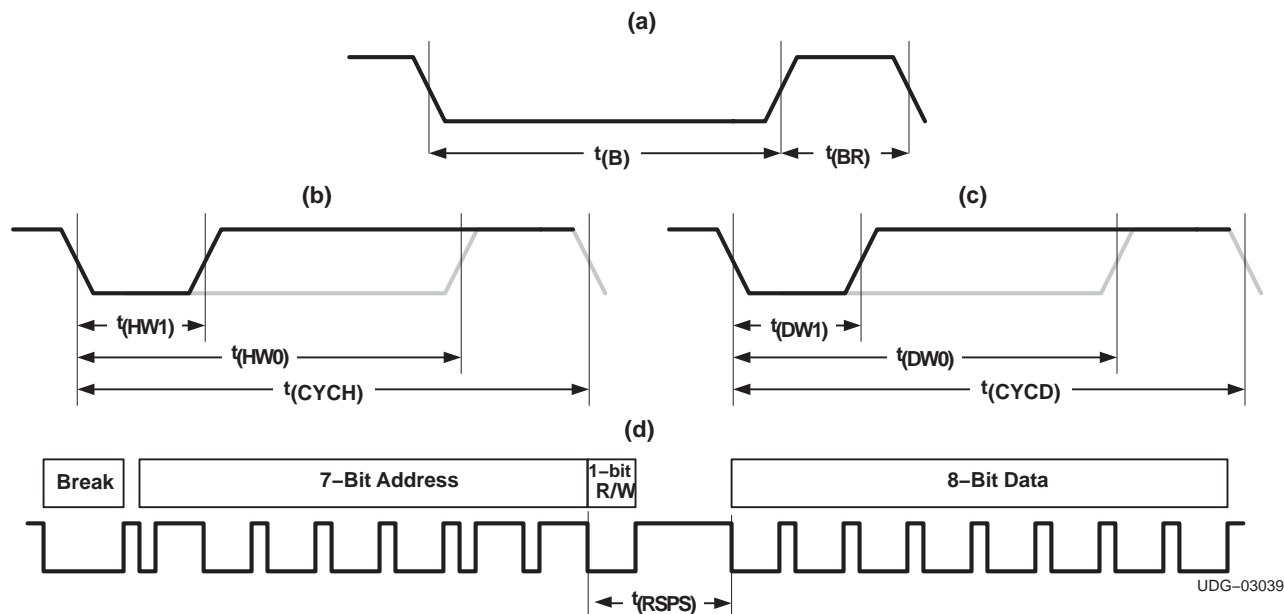 (a)
t(B)
t(BR)
(b)
(c)
t(HW1)
t(DW1)
t(HW0)
t(DW0)
t(CYCH)
t(CYCD)
(d)
Break
7–Bit Address
1–bit
R/W
8–Bit Data
t(RSPS)
UDG–03039